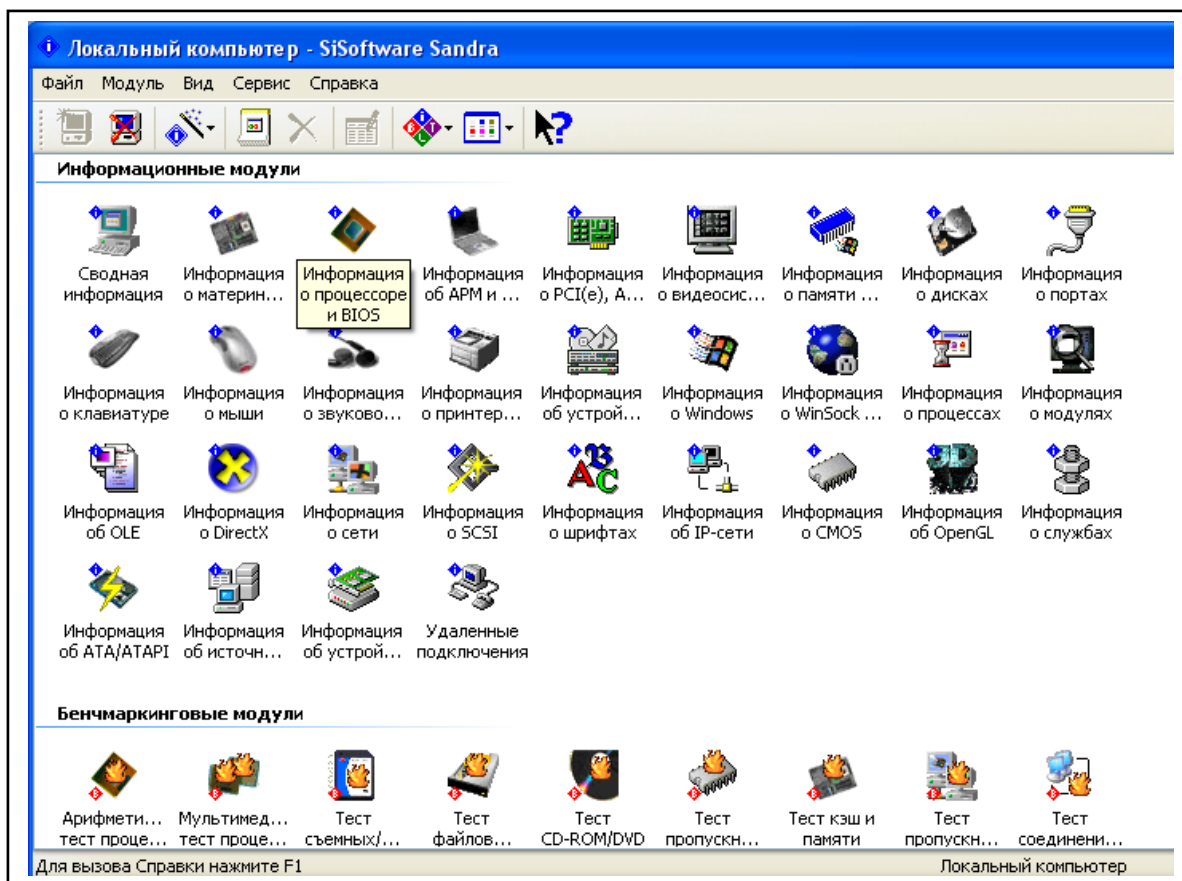 Локальный компьютер - SiSoftware Sandra
Файл Модуль Вид Сервис Справка
Информационные модули
Сводная информация
Информация о материн...
Информация о процессоре и BIOS
Информация об APM и ...
Информация о PCI(e), A...
Информация о видеосис...
Информация о памяти ...
Информация о дисках
Информация о портах
Информация о клавиатуре
Информация о мыши
Информация о звуково...
Информация о принтер...
Информация об устрой...
Информация о Windows
Информация о WinSock ...
Информация о процессах
Информация о модулях
Информация об OLE
Информация о DirectX
Информация о сети
Информация о SCSI
Информация о шрифтах
Информация об IP-сети
Информация о CMOS
Информация об OpenGL
Информация о службах
Информация об ATA/ATAPI
Информация об источн...
Информация об устрой...
Удаленные подключения
Бенчмаркинговые модули
Арифмети... тест проце...
Мультимед... тест проце...
Тест съемных/...
Тест файлов...
Тест CD-ROM/DVD
Тест пропускн...
Тест кэш и памяти
Тест пропускн...
Тест соединени...
Для вызова Справки нажмите F1
Локальный компьютер